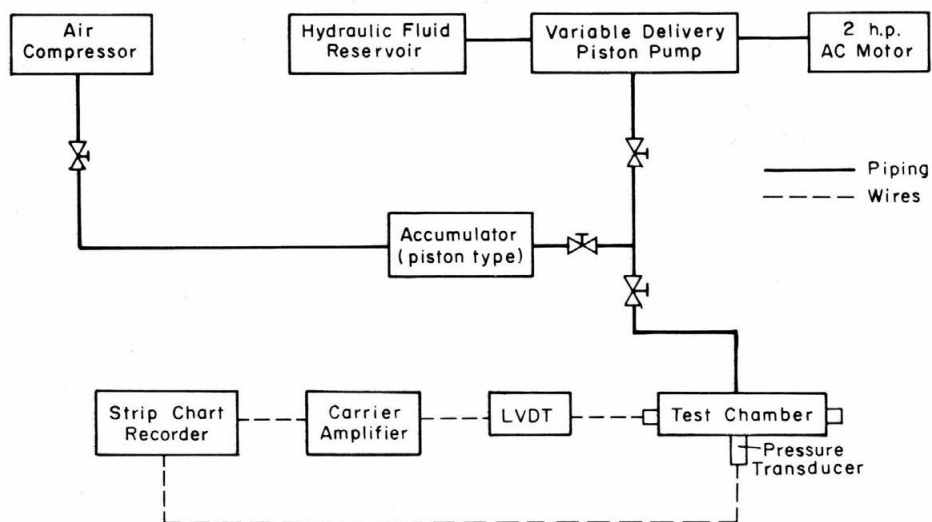 Air
Compressor
Hydraulic Fluid
Reservoir
Variable Delivery
Piston Pump
2 h.p.
AC Motor
Piping
Wires
Accumulator
(piston type)
Strip Chart
Recorder
Carrier
Amplifier
LVDT
Test Chamber
Pressure
Transducer